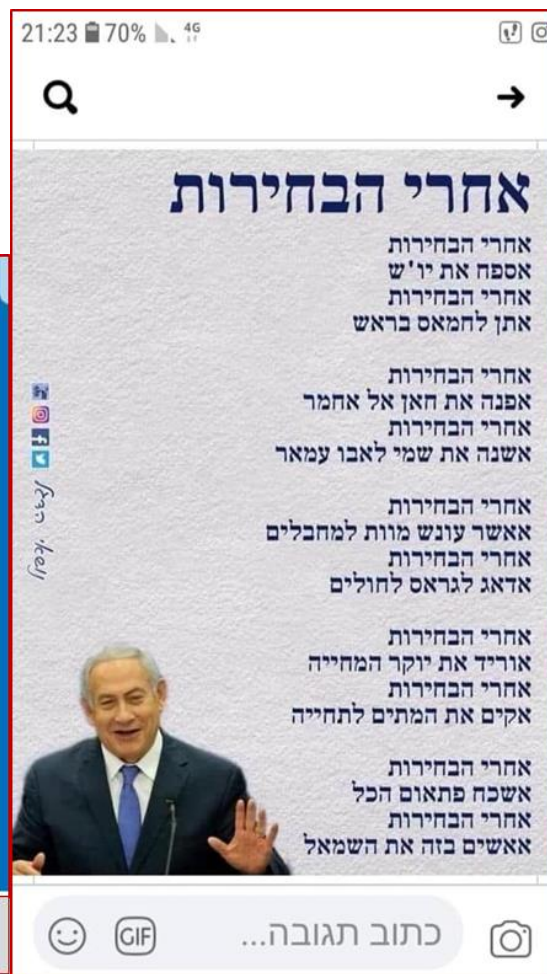 21:23 70% 4G
אחרי הבחירות
אחרי הבחירות
אספח את יו'ש
אחרי הבחירות
אתן לחמאס בראש
אחרי הבחירות
אפנה את חאן אל אחמר
אחרי הבחירות
אשנה את שמי לאבו עמאר
אחרי הבחירות
אאשר עונש מוות למחבלים
אחרי הבחירות
אדאג לגראס לחולים
אחרי הבחירות
אוריד את יוקר המחייה
אחרי הבחירות
אקים את המתים לתחייה
אחרי הבחירות
אשכח פתאום הכל
אחרי הבחירות
אאשים בזה את השמאל
כתוב תגובה...
GIF